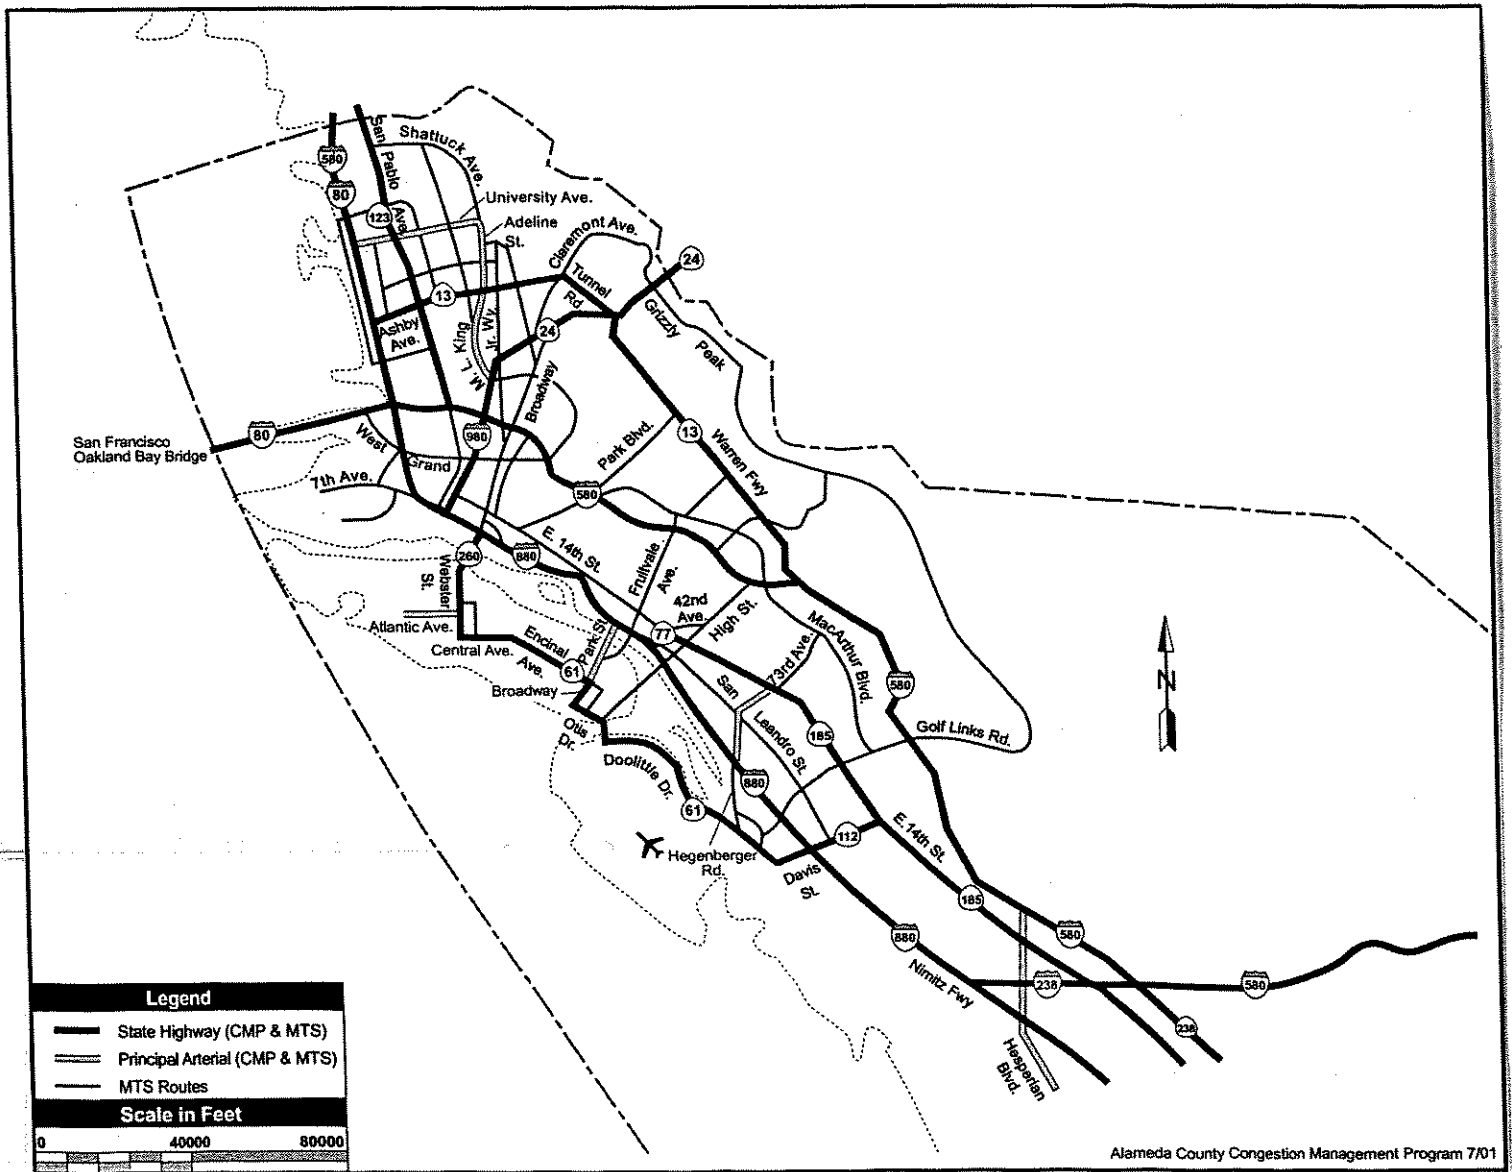 San
Pablo
Ave.
Shattuck Ave.
580
80
123
University Ave.
Adeline
St.
Claremont Ave.
24
13
Tunnel
Rd.
Ashby
Ave.
M. L. King
Jr. Wy.
24
Grizzly
Peak
Broadway
San Francisco
Oakland Bay Bridge
80
West
Grand
980
Park Blvd.
13
Warren Fwy
7th Ave.
580
E. 14th St.
260
880
Webster
St.
Fruitvale
Ave.
Atlantic Ave.
Central Ave.
Encinal
Ave.
Park St.
61
42nd
Ave.
77
High St.
MacArthur Blvd.
73rd Ave.
Broadway
580
Otis
Dr.
San
Leandro St.
185
Golf Links Rd.
Doolittle Dr.
880
61
Hegenberger
Rd.
112
Davis
St.
E. 14th St.
185
580
880
Nimitz Fwy
238
580
238
Hesperian
Blvd.
N
Legend
State Highway (CMP & MTS)
Principal Arterial (CMP & MTS)
MTS Routes
Scale in Feet
0 40000 80000
Alameda County Congestion Management Program 7/01